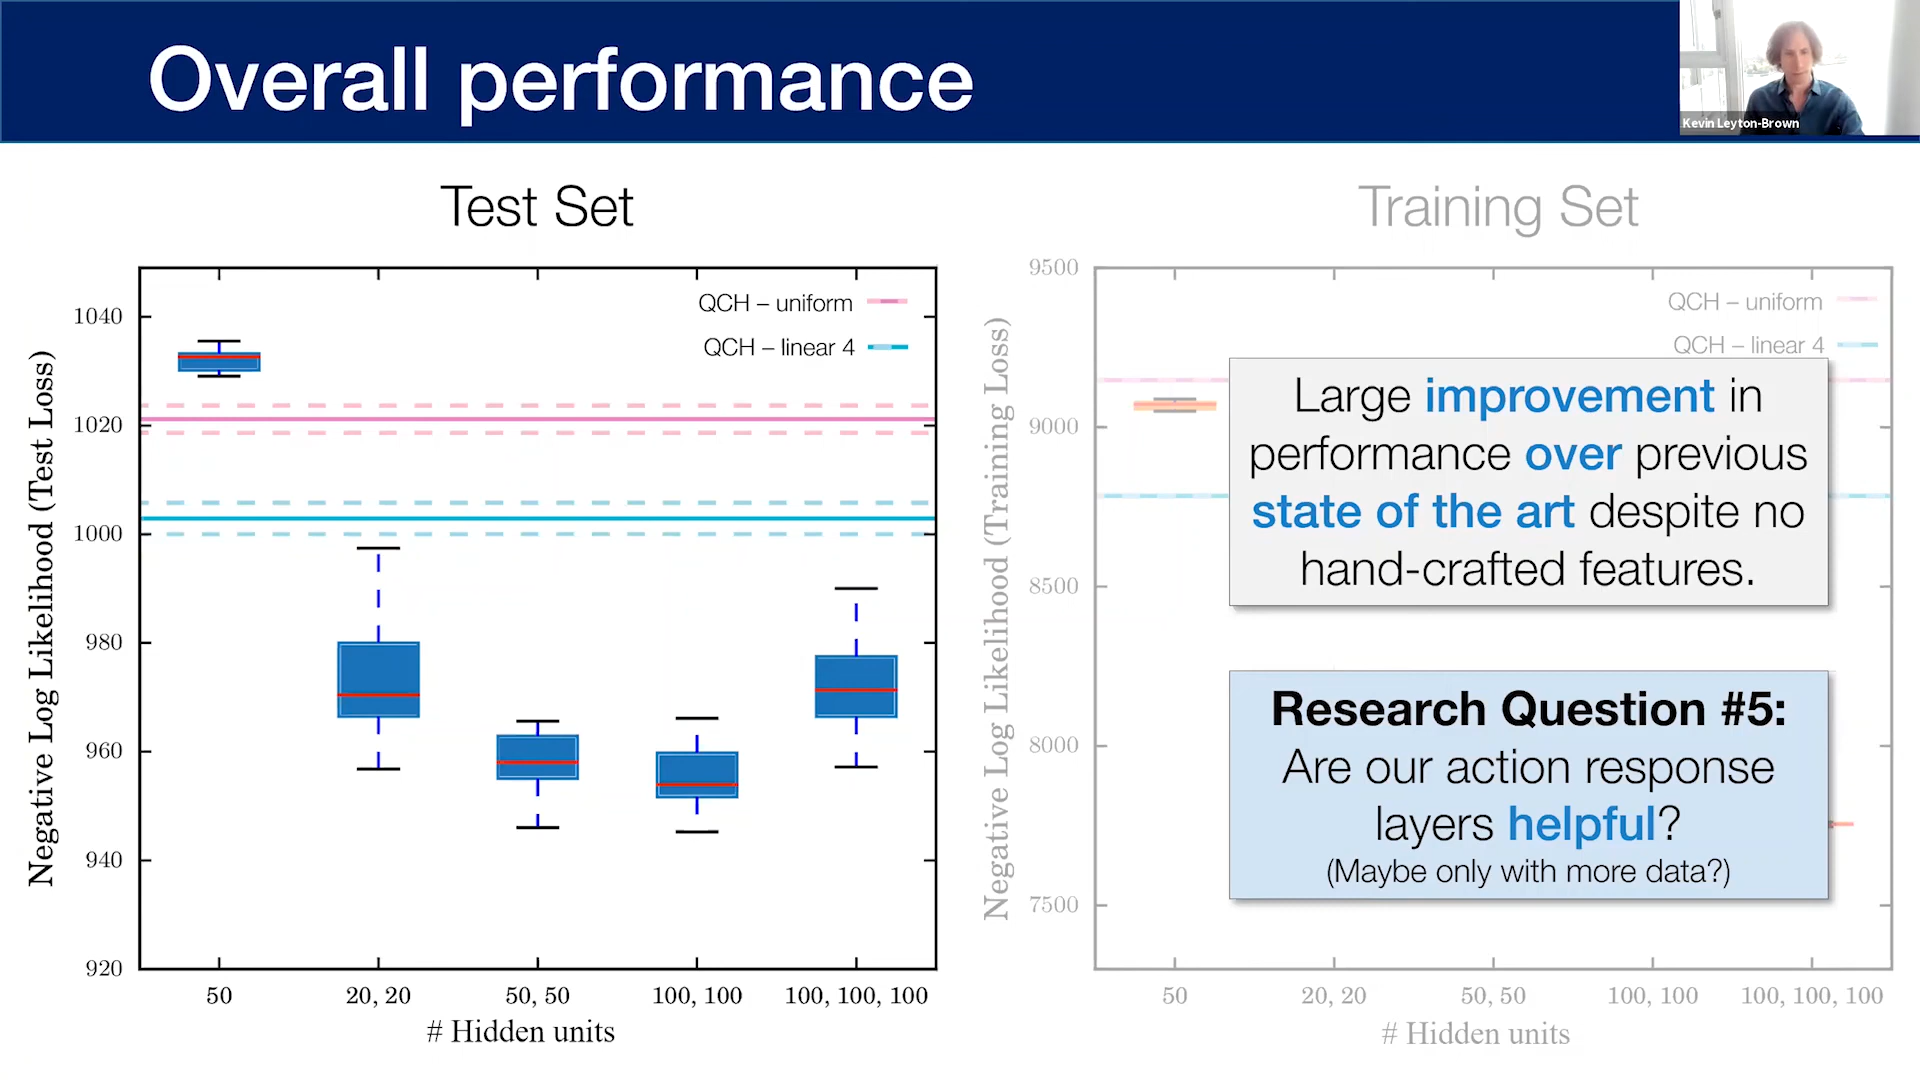 Overall performance
Kevin Leyton-Brown
Test Set
Negative Log Likelihood (Test Loss)
1040
1020
1000
980
960
940
920
QCH – uniform
QCH – linear 4
50
20, 20
50, 50
100, 100
100, 100, 100
# Hidden units
Training Set
Negative Log Likelihood (Training Loss)
9500
9000
8500
8000
7500
QCH – uniform
QCH – linear 4
Large improvement in
performance over previous
state of the art despite no
hand-crafted features.
Research Question #5:
Are our action response
layers helpful?
(Maybe only with more data?)
50
20, 20
50, 50
100, 100
100, 100, 100
# Hidden units